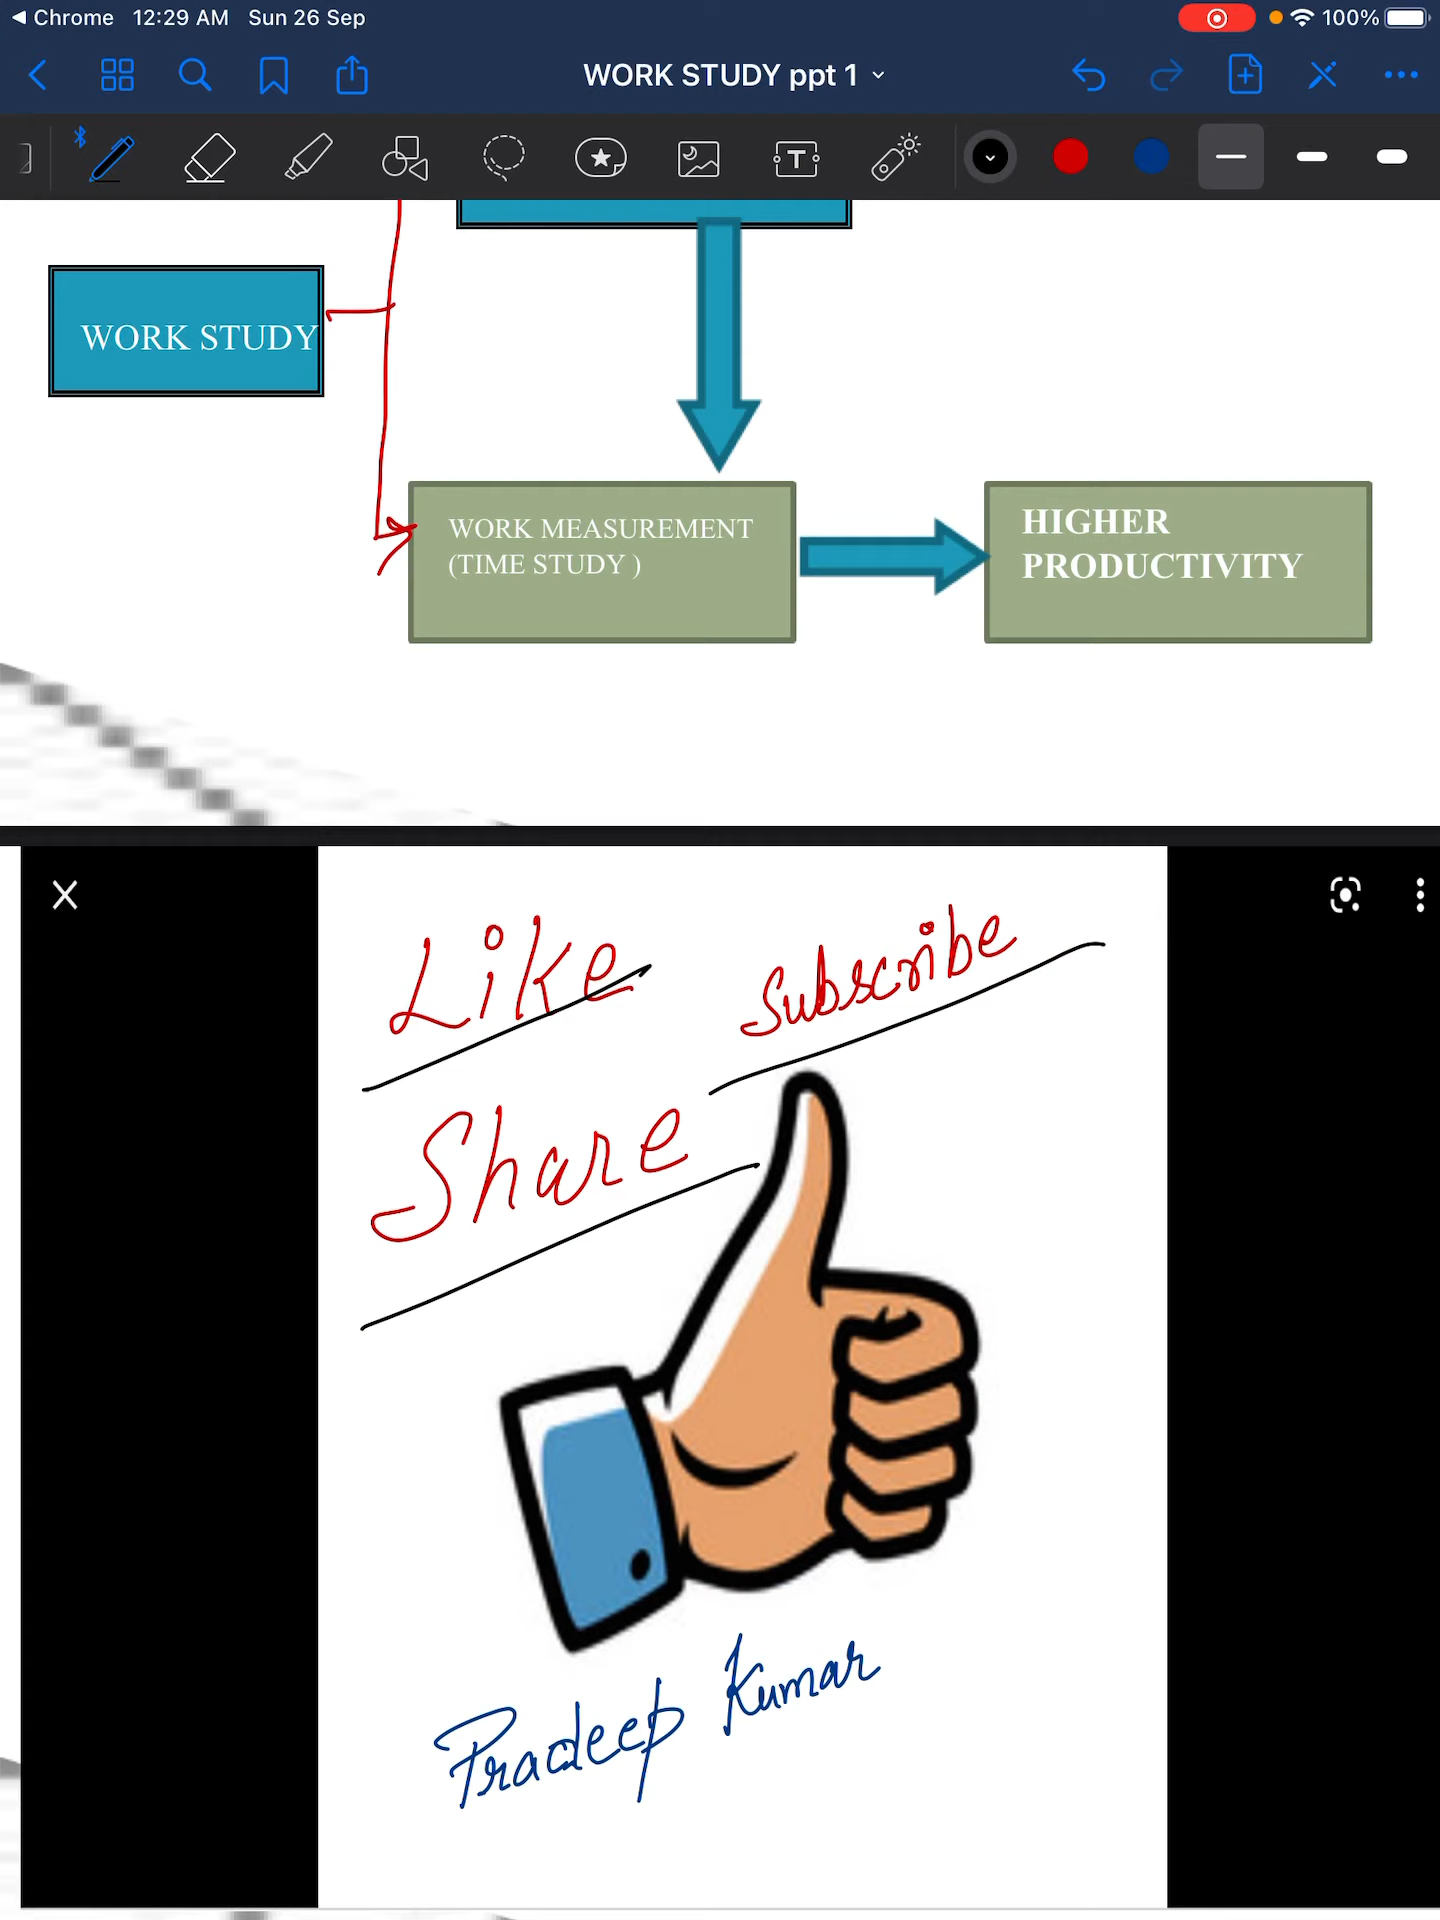 Chrome 12:29 AM Sun 26 Sep 100%
WORK STUDY ppt 1
T
WORK STUDY
WORK MEASUREMENT
(TIME STUDY )
HIGHER
PRODUCTIVITY
Like Subscribe
Share
Pradeep Kumar